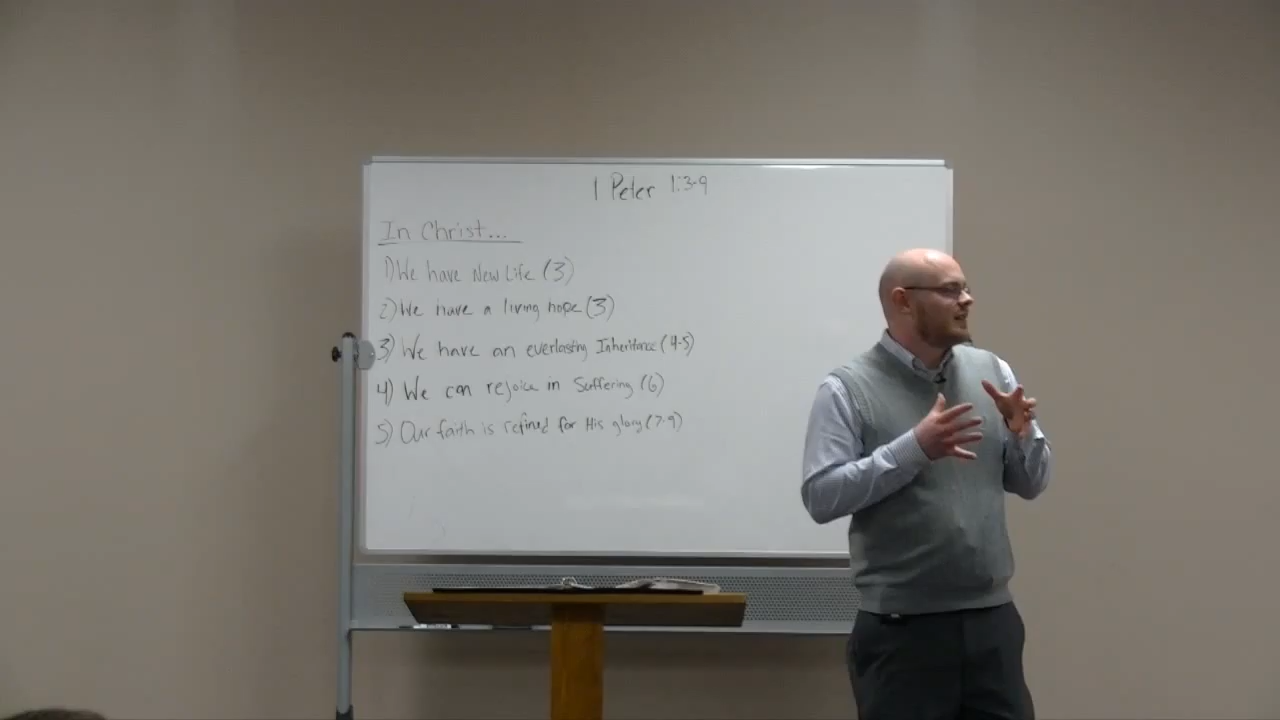 1 Peter 1:3-9
In Christ...
1) We have New Life (3)
2) We have a living hope (3)
3) We have an everlasting Inheritance (4-5)
4) We can rejoice in Suffering (6)
5) Our faith is refined for His glory (7-9)